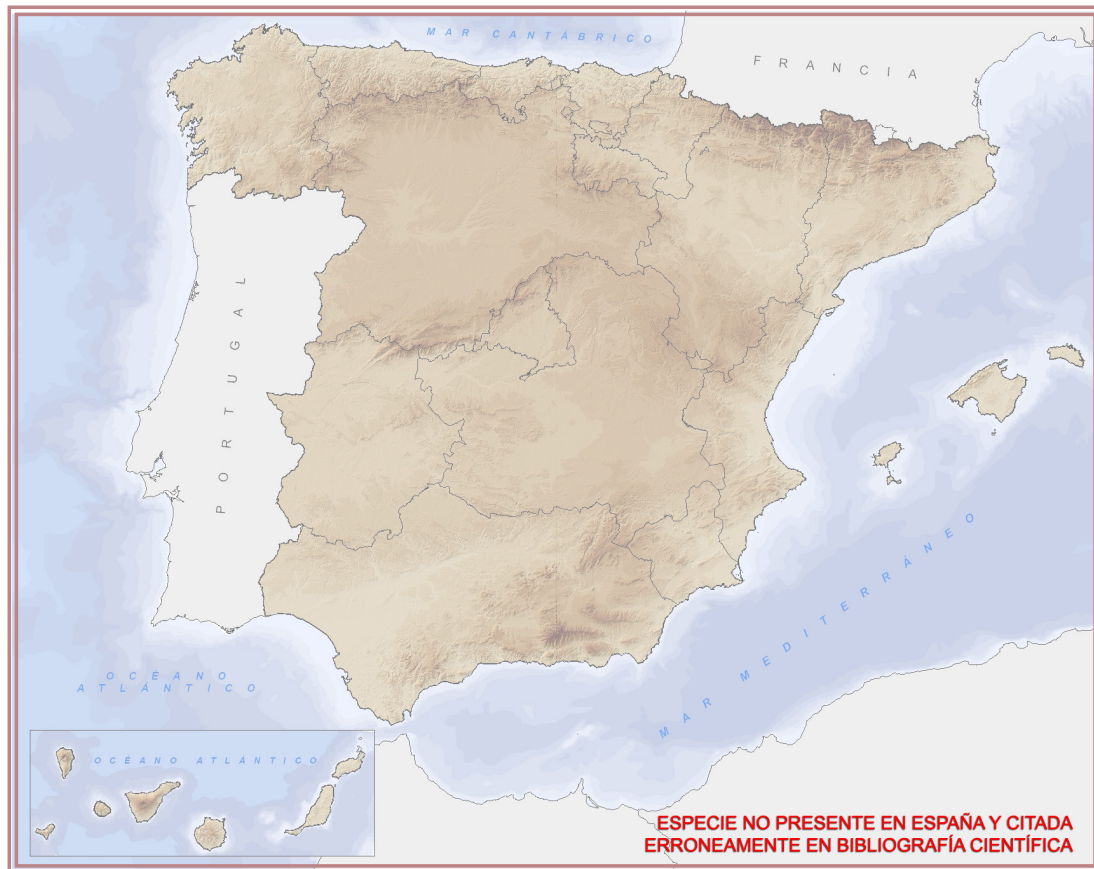 MAR CANTÁBRICO
FRANCIA
PORTUGAL
MAR MEDITERRÁNEO
OCÉANO
ATLÁNTICO
OCÉANO ATLÁNTICO
ESPECIE NO PRESENTE EN ESPAÑA Y CITADA
ERRONEAMENTE EN BIBLIOGRAFÍA CIENTÍFICA